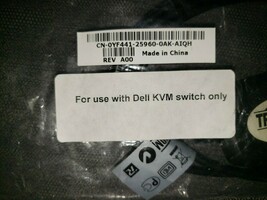 CN-0YF441-25960-0AK-AIQH
Made in China
REV A00
For use with Dell KVM switch only